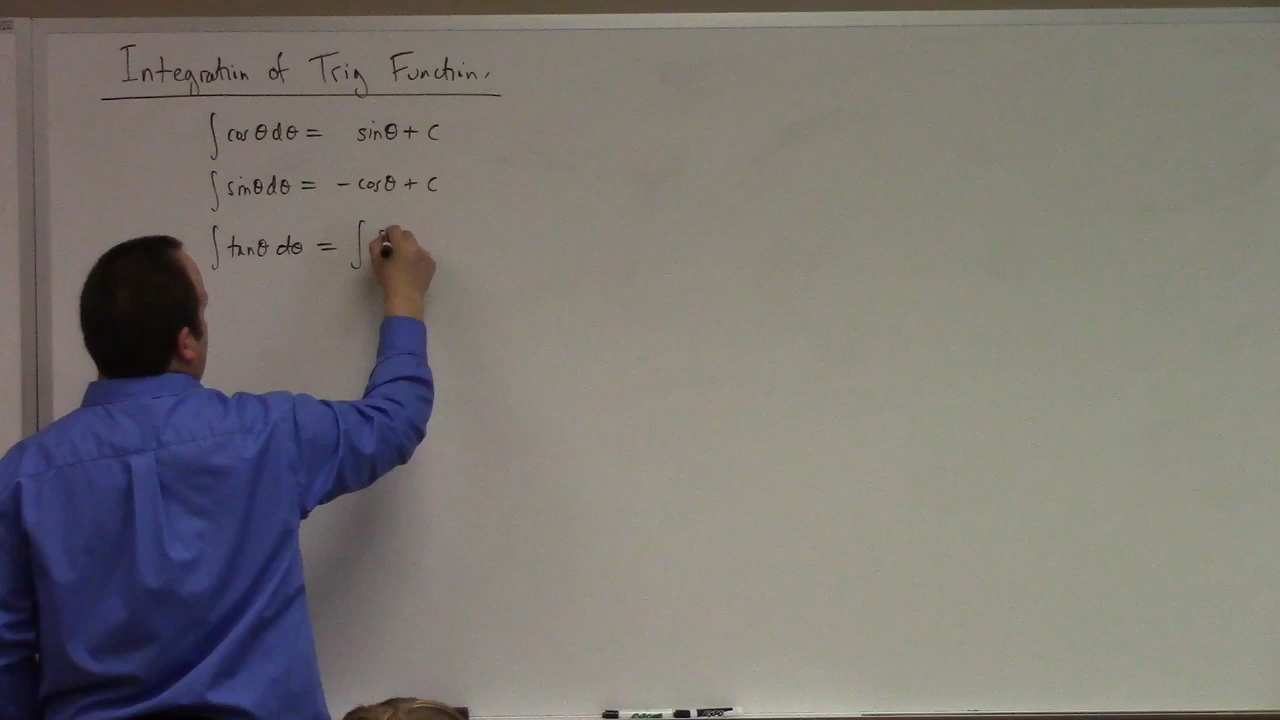 Integration of Trig Functions
∫ cos θ dθ = sin θ + C
∫ sin θ dθ = - cos θ + C
∫ tan θ dθ = ∫